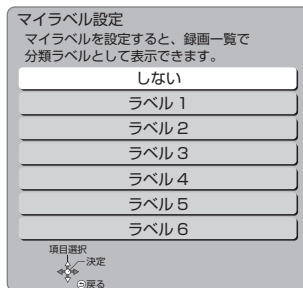 マイラベル設定
マイラベルを設定すると、録画一覧で
分類ラベルとして表示できます。
しない
ラベル 1
ラベル 2
ラベル 3
ラベル 4
ラベル 5
ラベル 6
項目選択
決定
戻る